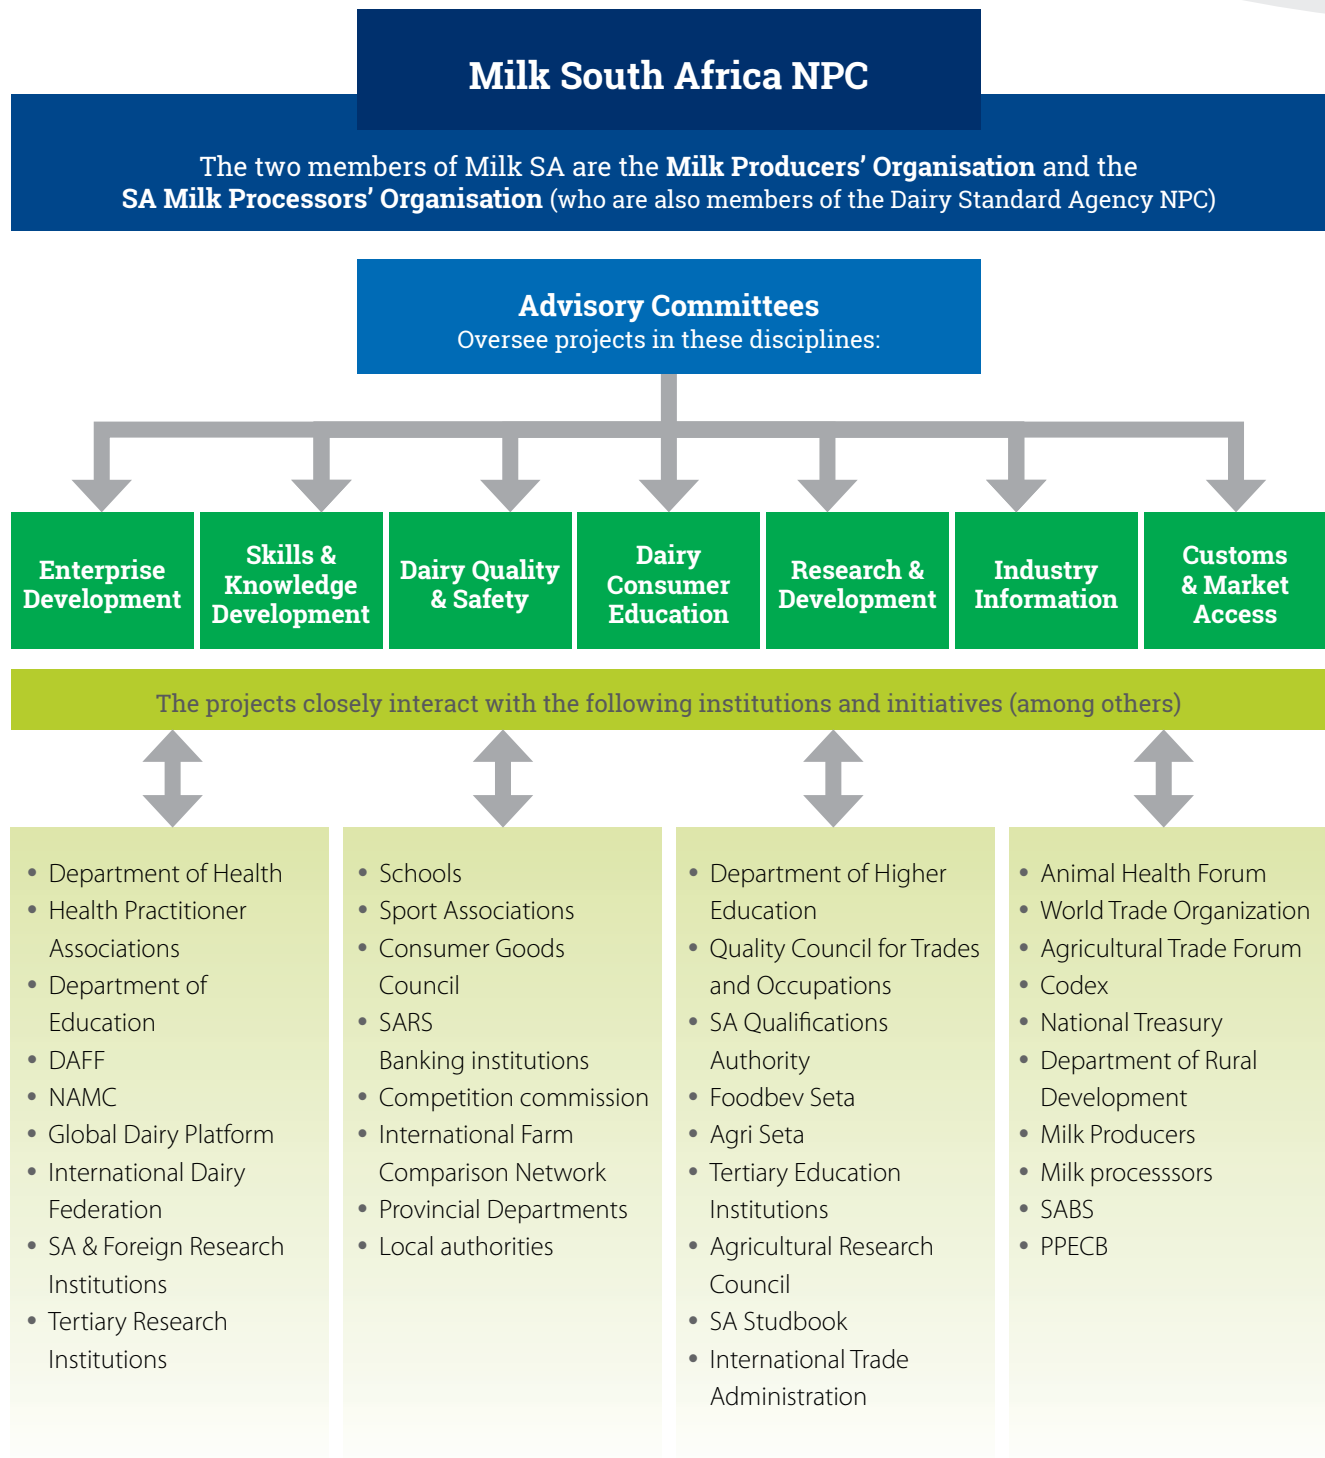 Milk South Africa NPC
The two members of Milk SA are the Milk Producers’ Organisation and the
SA Milk Processors’ Organisation (who are also members of the Dairy Standard Agency NPC)
Advisory Committees
Oversee projects in these disciplines:
Enterprise
Development
Skills &
Knowledge
Development
Dairy Quality
& Safety
Dairy
Consumer
Education
Research &
Development
Industry
Information
Customs
& Market
Access
The projects closely interact with the following institutions and initiatives (among others)
• Department of Health
• Health Practitioner
Associations
• Department of
Education
• DAFF
• NAMC
• Global Dairy Platform
• International Dairy
Federation
• SA & Foreign Research
Institutions
• Tertiary Research
Institutions
• Schools
• Sport Associations
• Consumer Goods
Council
• SARS
Banking institutions
• Competition commission
• International Farm
Comparison Network
• Provincial Departments
• Local authorities
• Department of Higher
Education
• Quality Council for Trades
and Occupations
• SA Qualifications
Authority
• Foodbev Seta
• Agri Seta
• Tertiary Education
Institutions
• Agricultural Research
Council
• SA Studbook
• International Trade
Administration
• Animal Health Forum
• World Trade Organization
• Agricultural Trade Forum
• Codex
• National Treasury
• Department of Rural
Development
• Milk Producers
• Milk processsors
• SABS
• PPECB